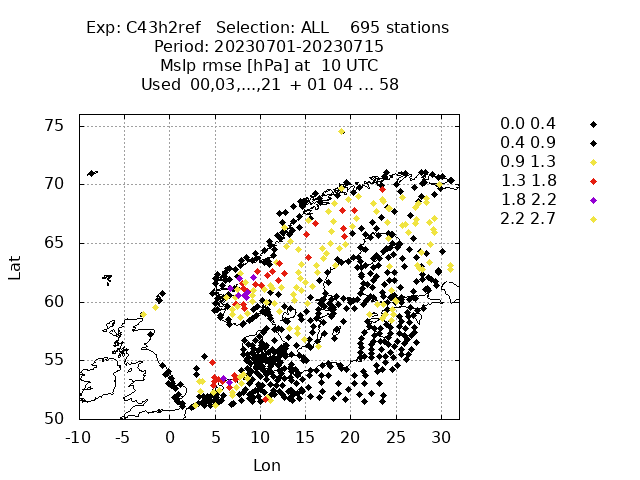 Exp: C43h2ref   Selection: ALL    695 stations
Period: 20230701-20230715
Mslp rmse [hPa] at  10 UTC
Used  00,03,...,21  + 01 04 ... 58
0.0 0.4
0.4 0.9
0.9 1.3
1.3 1.8
1.8 2.2
2.2 2.7
75
70
65
60
55
50
Lat
-10 -5 0 5 10 15 20 25 30
Lon